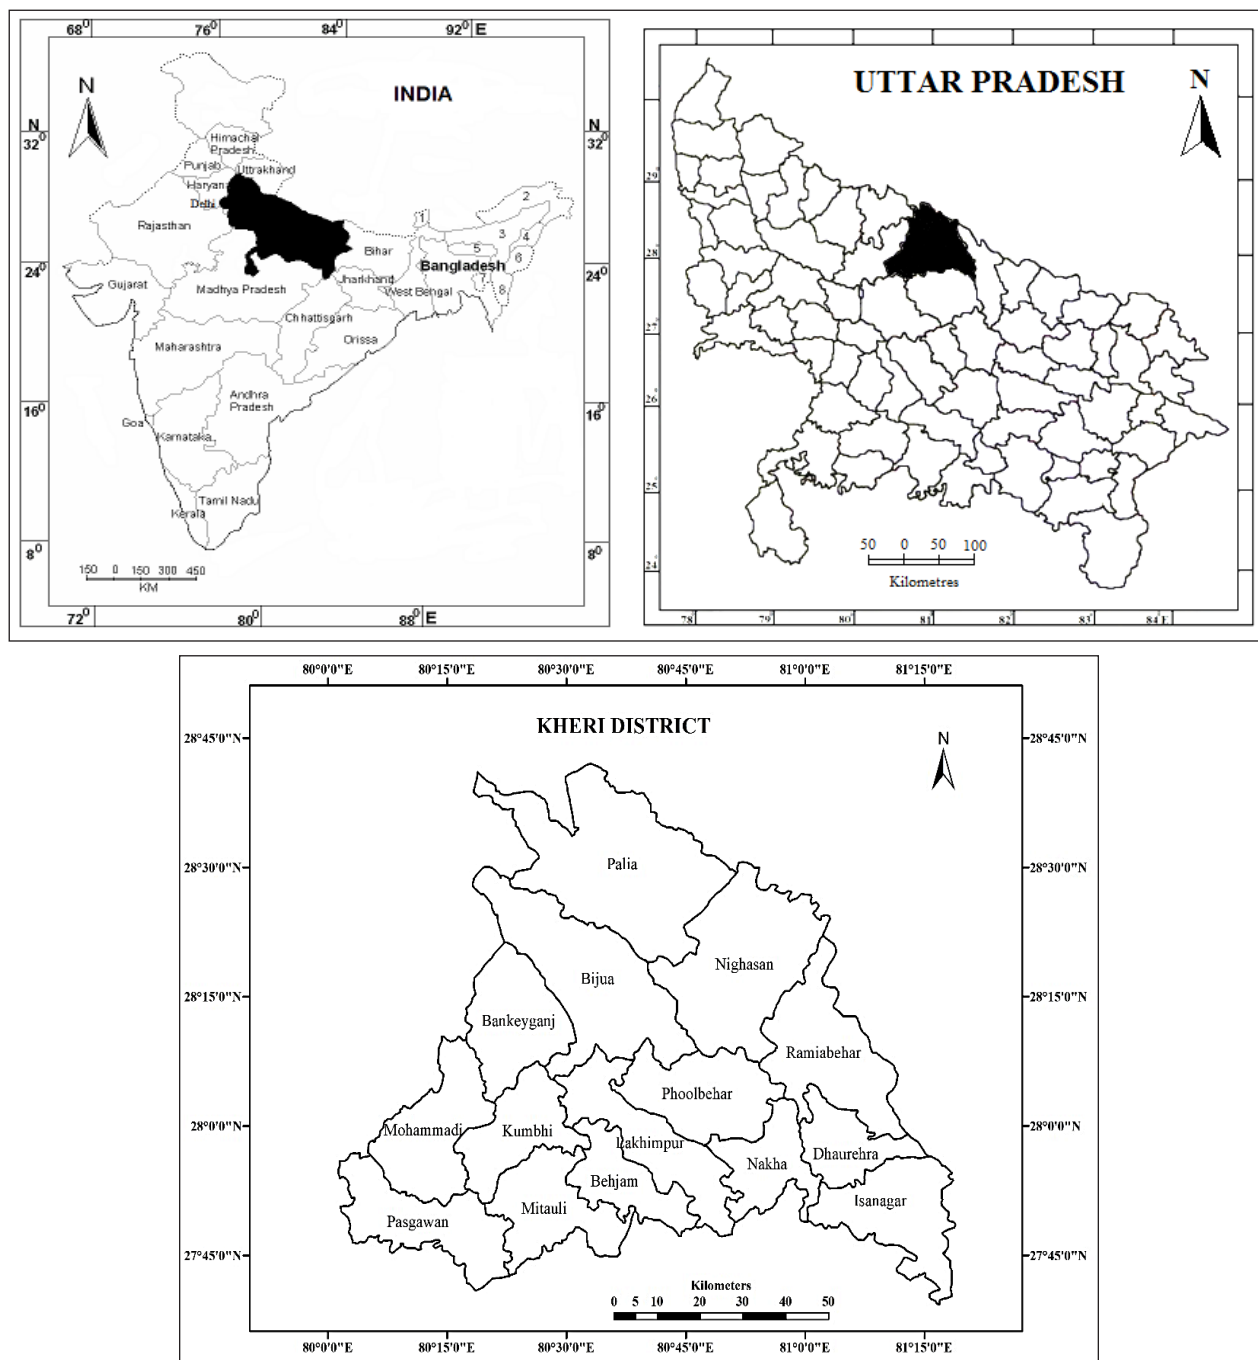 68⁰ 76⁰ 84⁰ 92⁰ E
INDIA
N
N
32⁰
N
32⁰
Himachal
Pradesh
Punjab
Uttrakhand
Haryana
Delhi
Rajasthan
Bihar
1
2
3
4
5
6
7
8
Bangladesh
24⁰
24⁰
Gujarat
Madhya Pradesh
Jharkhand
West Bengal
Chhattisgarh
Orissa
Maharashtra
Andhra
Pradesh
16⁰
16⁰
Goa
Karnataka
Tamil Nadu
Kerala
8⁰
8⁰
150 0 150 300 450
KM
72⁰ 80⁰ 88⁰ E
UTTAR PRADESH
N
29
28
27
26
25
24
50 0 50 100
Kilometres
78 79 80 81 82 83 84E
80°0'0"E 80°15'0"E 80°30'0"E 80°45'0"E 81°0'0"E 81°15'0"E
KHERI DISTRICT
N
28°45'0"N 28°45'0"N
28°30'0"N 28°30'0"N
Palia
Nighasan
Bijua
28°15'0"N 28°15'0"N
Bankeyganj
Ramiabehar
Phoolbehar
28°0'0"N 28°0'0"N
Mohammadi
Kumbhi
Lakhimpur
Dhaurehra
Nakha
Behjam
Isanagar
Mitauli
Pasgawan
27°45'0"N 27°45'0"N
Kilometers
0 5 10 20 30 40 50
80°0'0"E 80°15'0"E 80°30'0"E 80°45'0"E 81°0'0"E 81°15'0"E